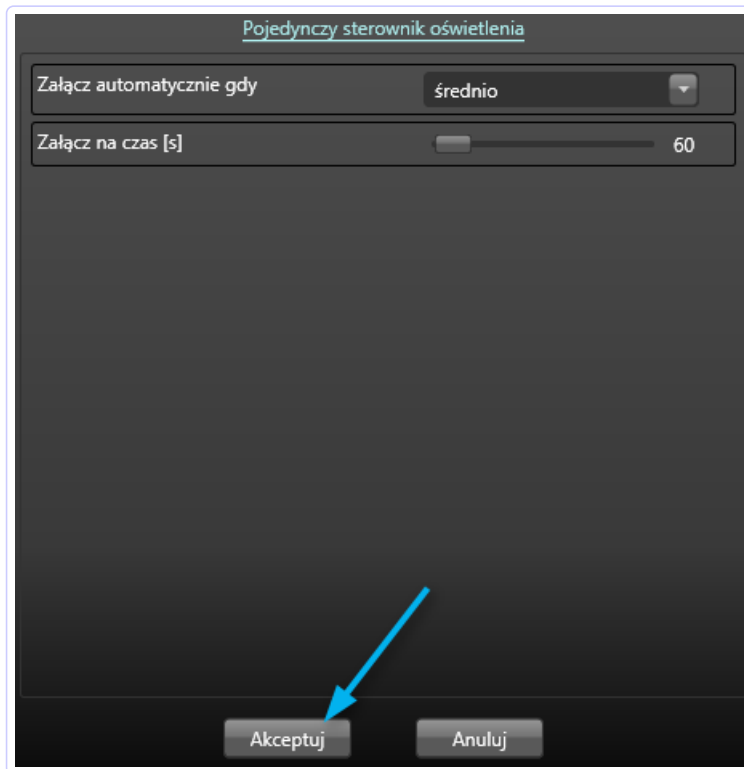 Pojedynczy sterownik oświetlenia
Załącz automatycznie gdy średnio
Załącz na czas [s] 60
Akceptuj Anuluj